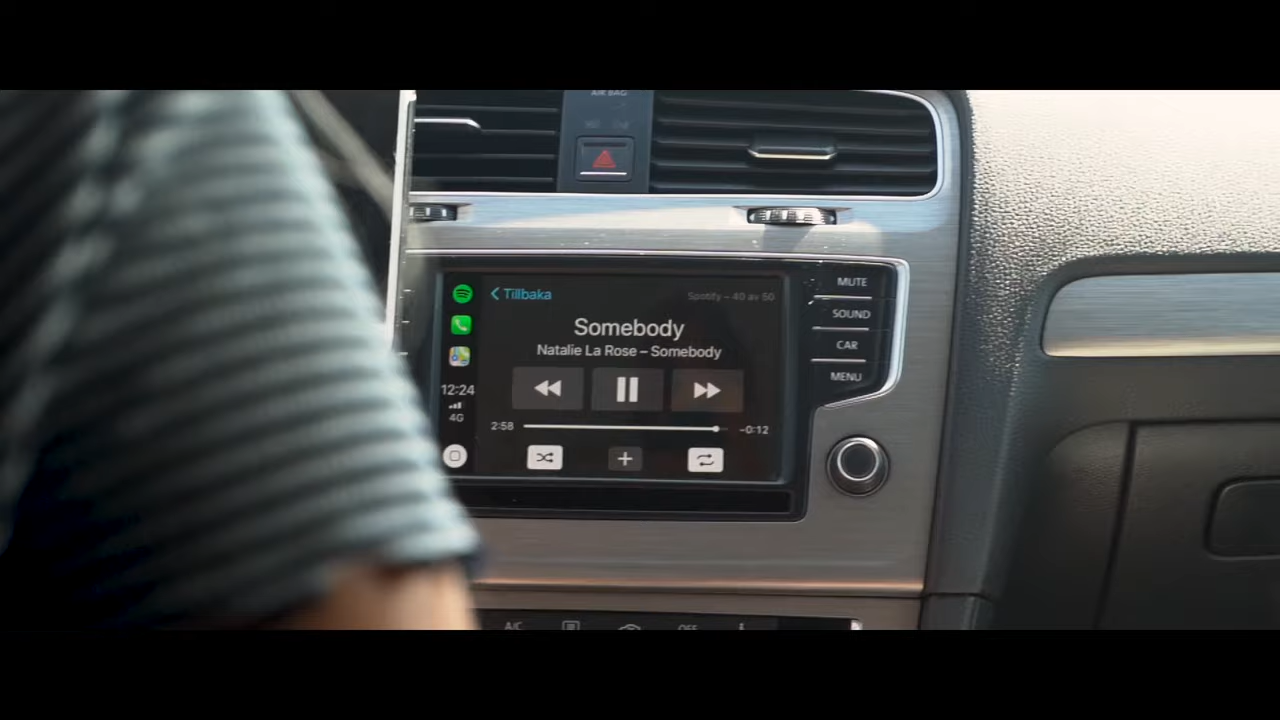 AIR BAG
MUTE
SOUND
CAR
MENU
Tillbaka
Spotify – 40 av 50
Somebody
Natalie La Rose – Somebody
12:24
4G
2:58
-0:12
A/C
OFF